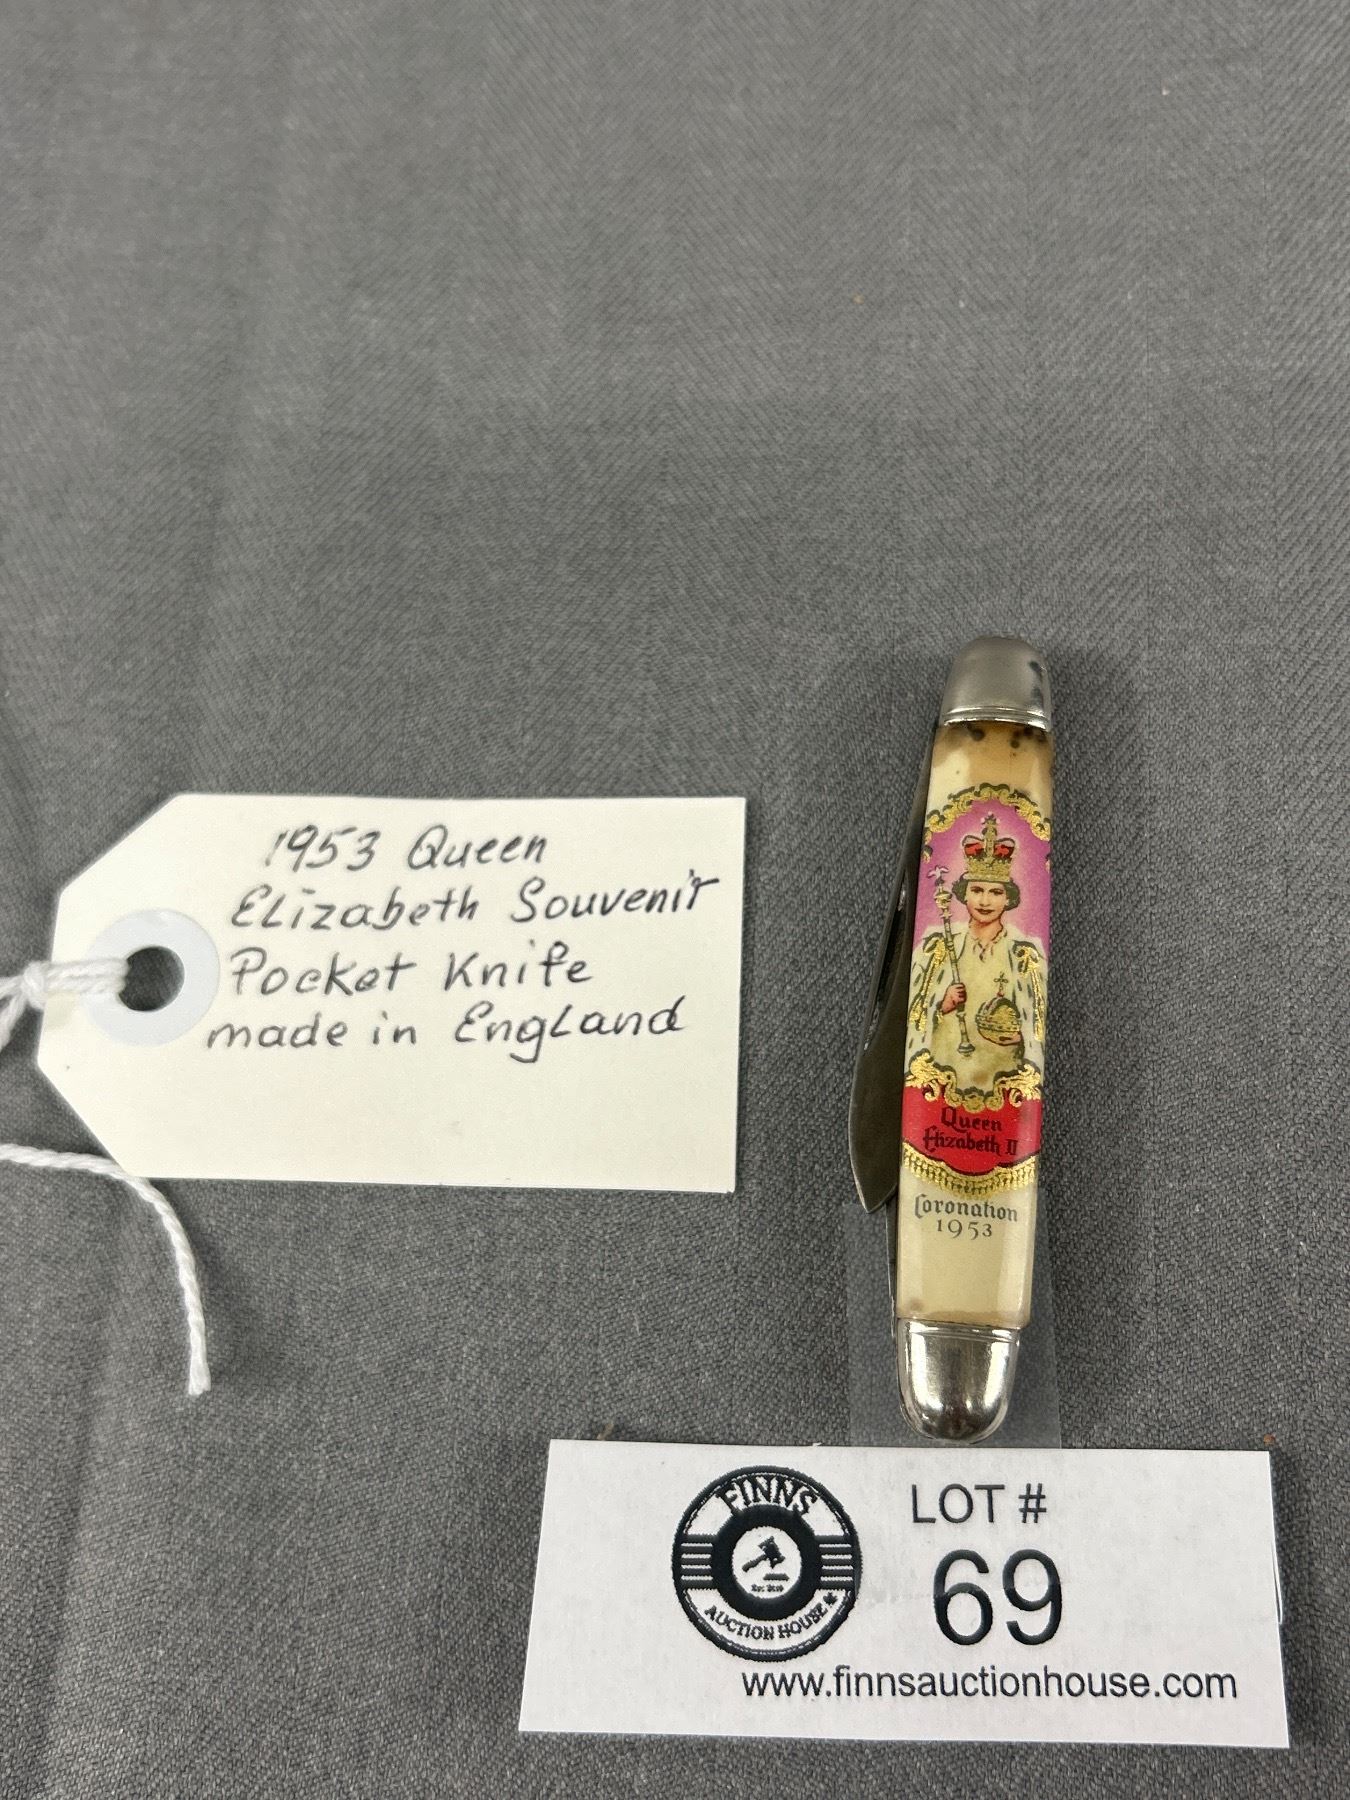 1953 Queen
Elizabeth Souvenir
Pocket Knife
made in England
Queen
Elizabeth II
Coronation
1953
FINNS
AUCTION HOUSE
LOT #
69
www.finnsauctionhouse.com